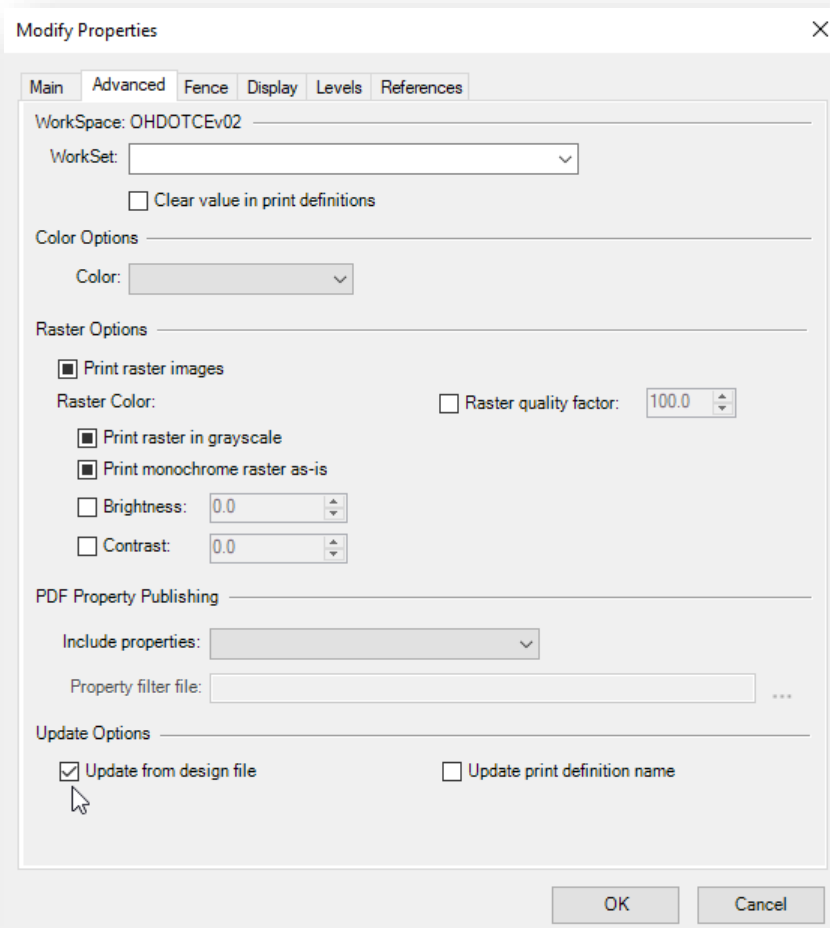 Modify Properties
Main Advanced Fence Display Levels References
WorkSpace: OHDOTCEv02
WorkSet:
Clear value in print definitions
Color Options
Color:
Raster Options
Print raster images
Raster Color:
Raster quality factor: 100.0
Print raster in grayscale
Print monochrome raster as-is
Brightness: 0.0
Contrast: 0.0
PDF Property Publishing
Include properties:
Property filter file:
...
Update Options
Update from design file
Update print definition name
OK Cancel